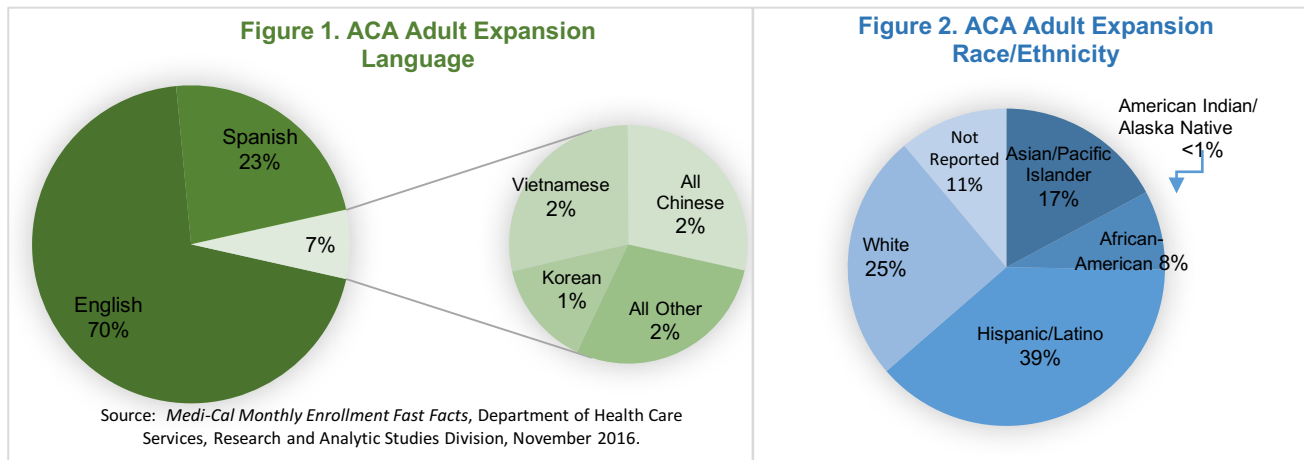 Figure 1. ACA Adult Expansion
Language
Spanish
23%
7%
English
70%
Vietnamese
2%
All
Chinese
2%
Korean
1%
All Other
2%
Source:  Medi-Cal Monthly Enrollment Fast Facts, Department of Health Care
Services, Research and Analytic Studies Division, November 2016.
Figure 2. ACA Adult Expansion
Race/Ethnicity
American Indian/
Alaska Native
<1%
Not
Reported
11%
Asian/Pacific
Islander
17%
White
25%
African-
American 8%
Hispanic/Latino
39%